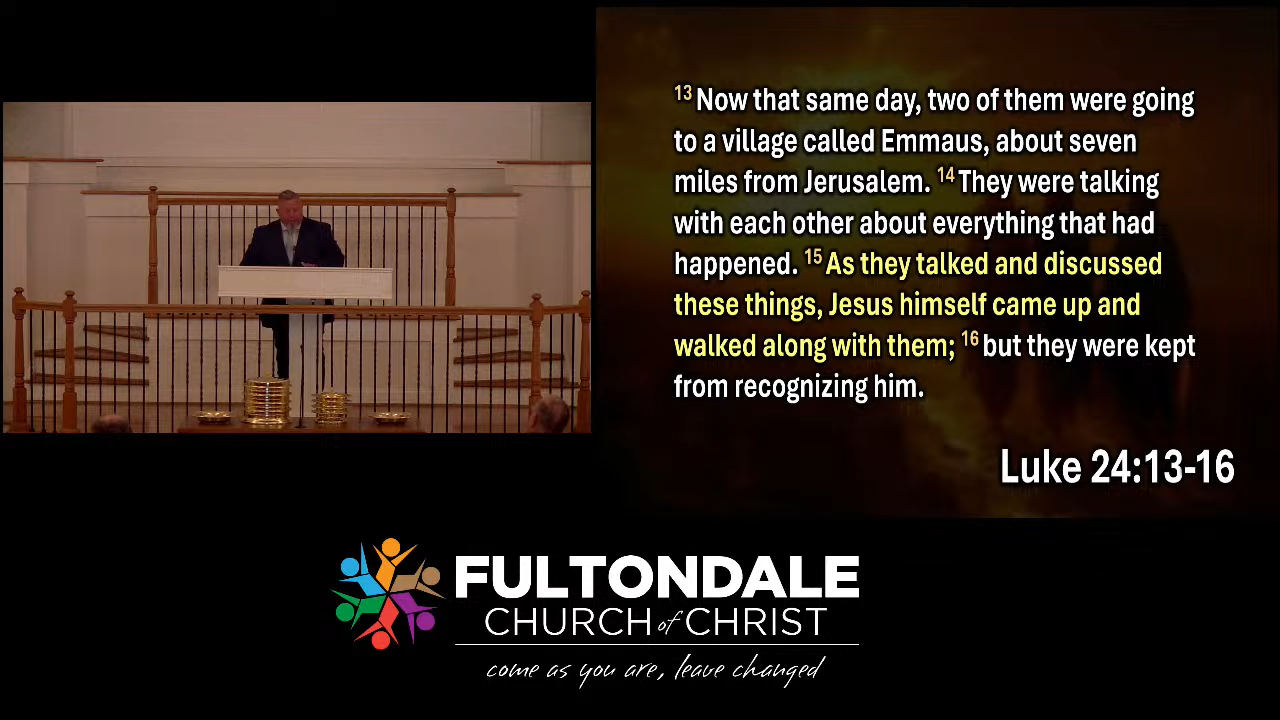 13 Now that same day, two of them were going
to a village called Emmaus, about seven
miles from Jerusalem. 14 They were talking
with each other about everything that had
happened. 15 As they talked and discussed
these things, Jesus himself came up and
walked along with them; 16 but they were kept
from recognizing him.
Luke 24:13-16
FULTONDALE
CHURCH of CHRIST
come as you are, leave changed